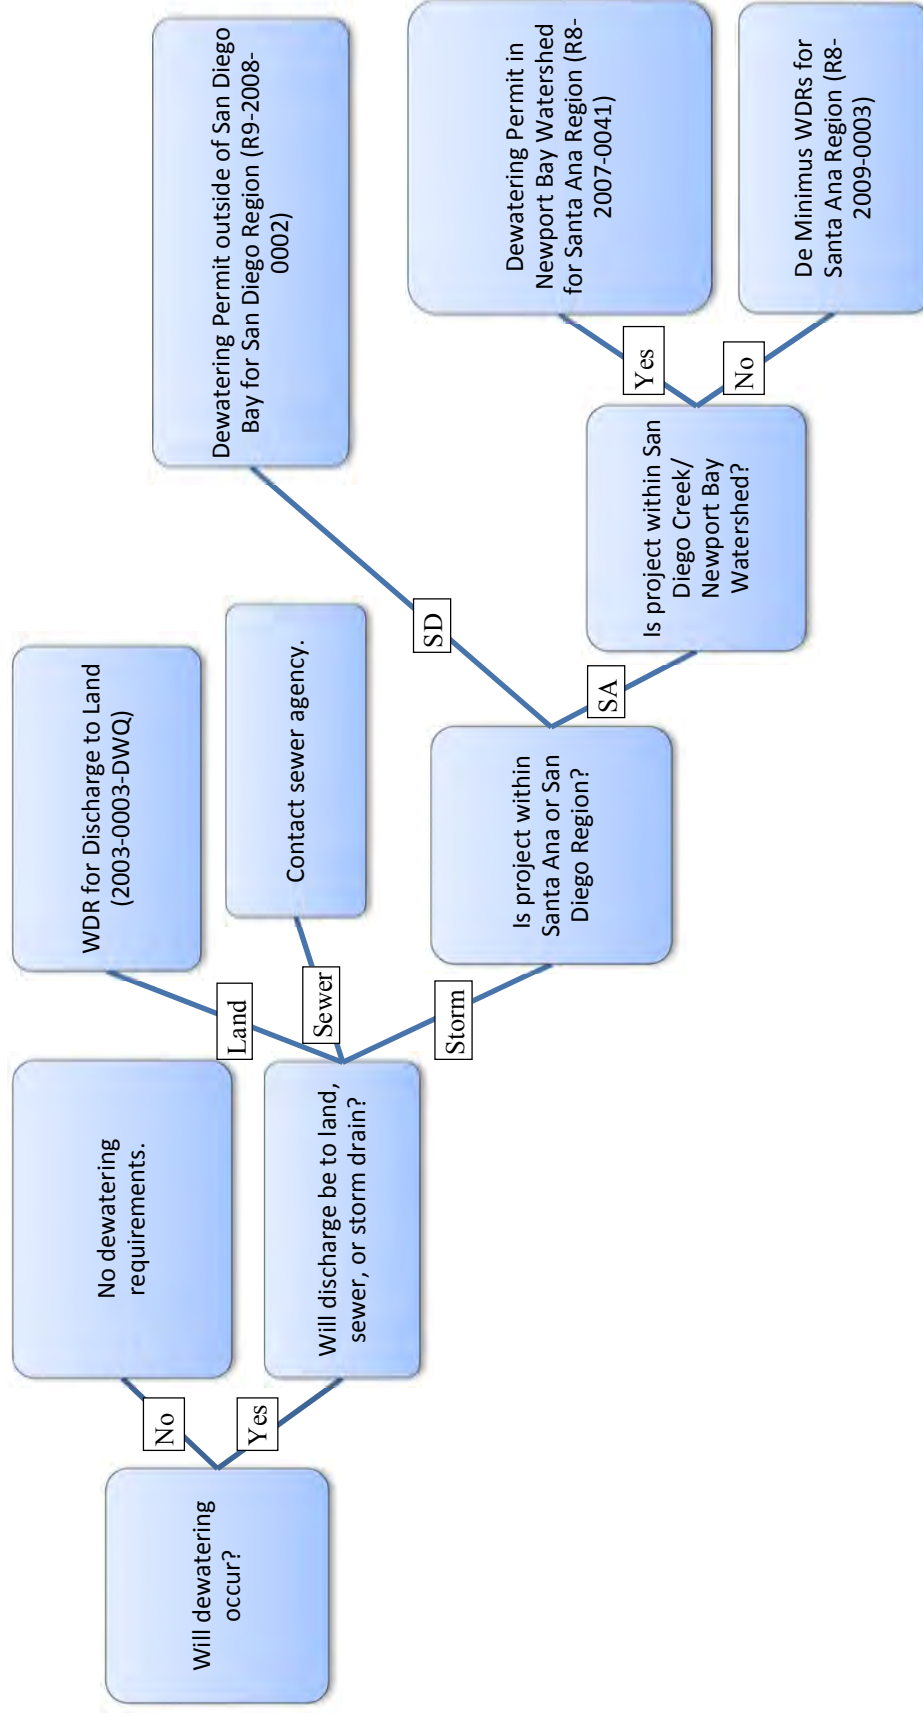 Will dewatering
occur?
No
Yes
No dewatering
requirements.
Will discharge be to land,
sewer, or storm drain?
Land
Sewer
Storm
WDR for Discharge to Land
(2003-0003-DWQ)
Contact sewer agency.
Is project within
Santa Ana or San
Diego Region?
SD
SA
Dewatering Permit outside of San Diego
Bay for San Diego Region (R9-2008-
0002)
Is project within San
Diego Creek/
Newport Bay
Watershed?
Yes
No
Dewatering Permit in
Newport Bay Watershed
for Santa Ana Region (R8-
2007-0041)
De Minimus WDRs for
Santa Ana Region (R8-
2009-0003)